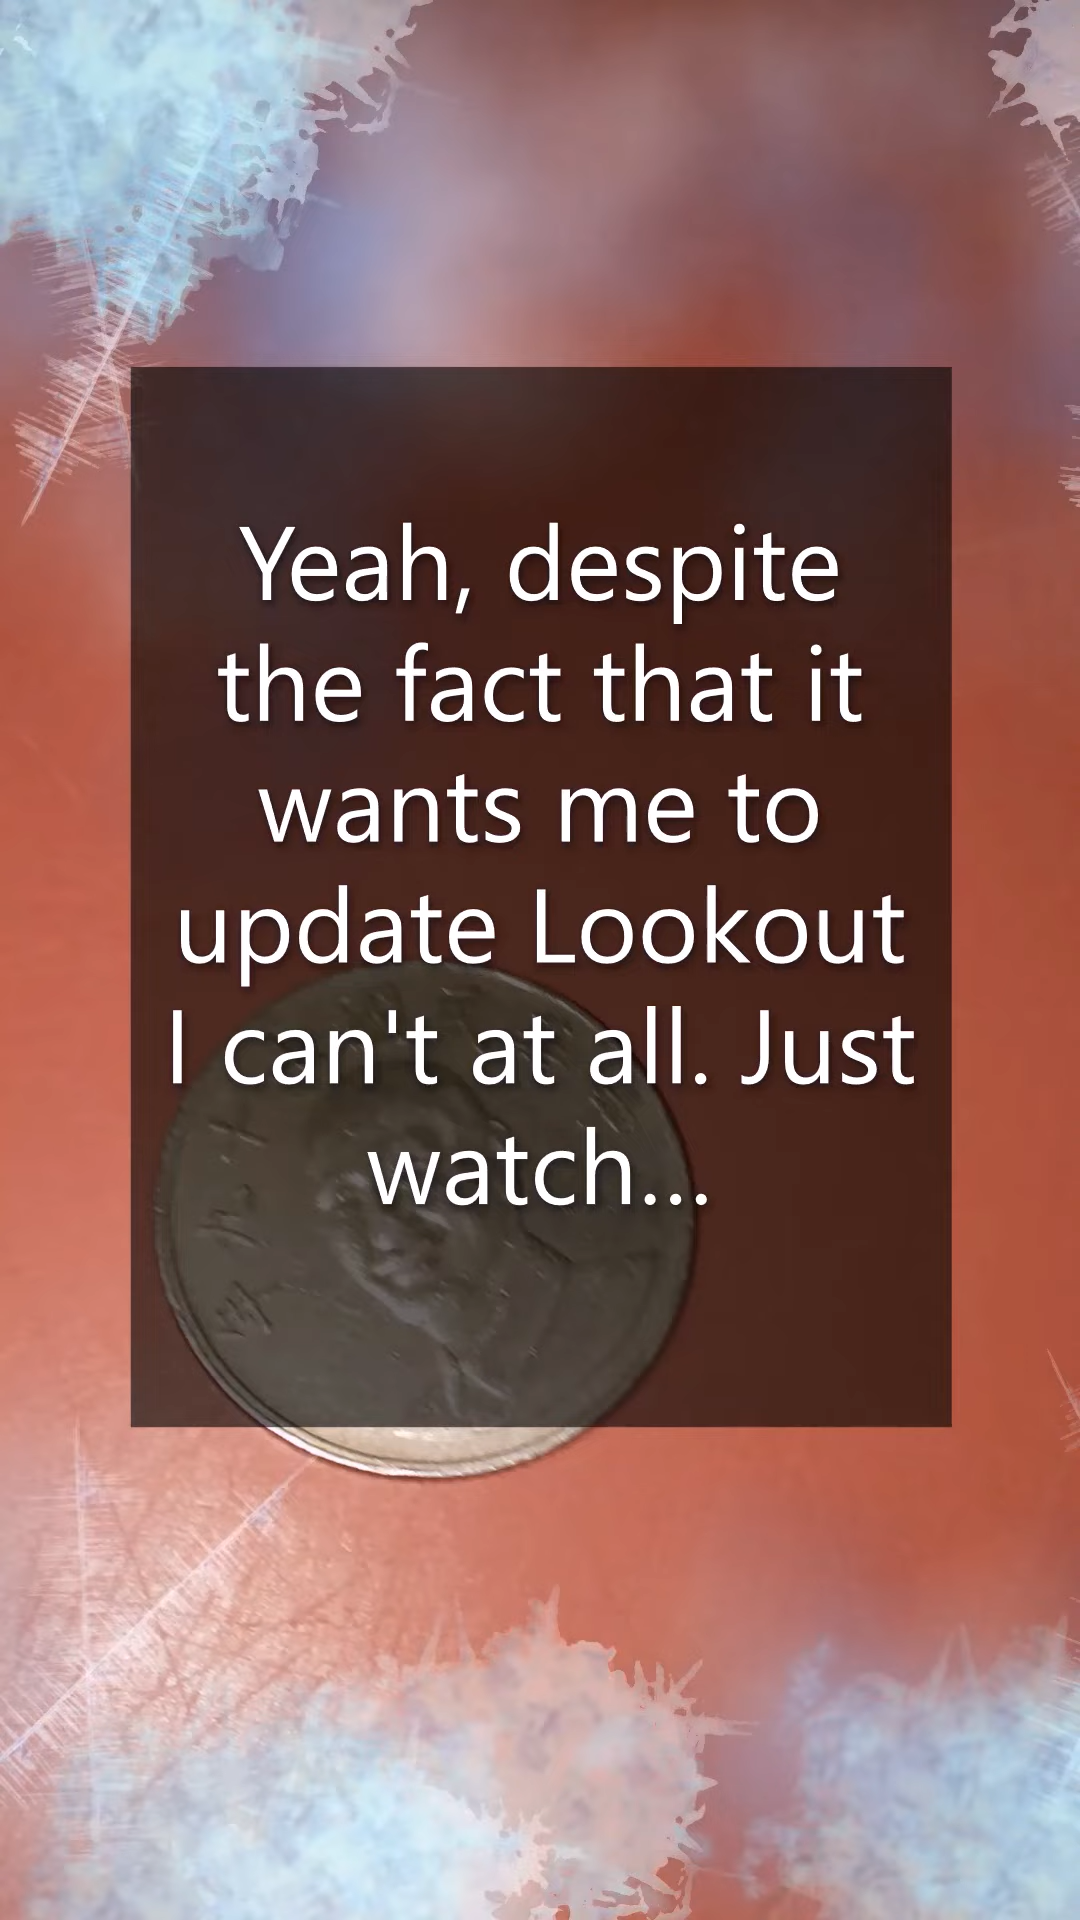 Yeah, despite
the fact that it
wants me to
update Lookout
I can't at all. Just
watch...